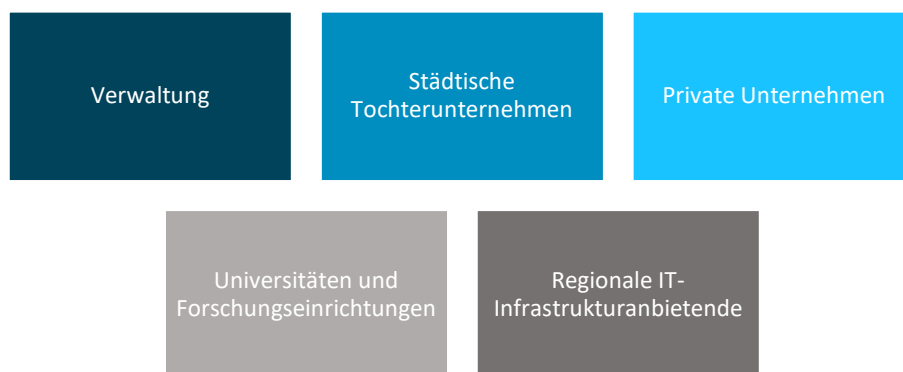 Verwaltung
Städtische
Tochterunternehmen
Private Unternehmen
Universitäten und
Forschungseinrichtungen
Regionale IT-
Infrastrukturanbietende